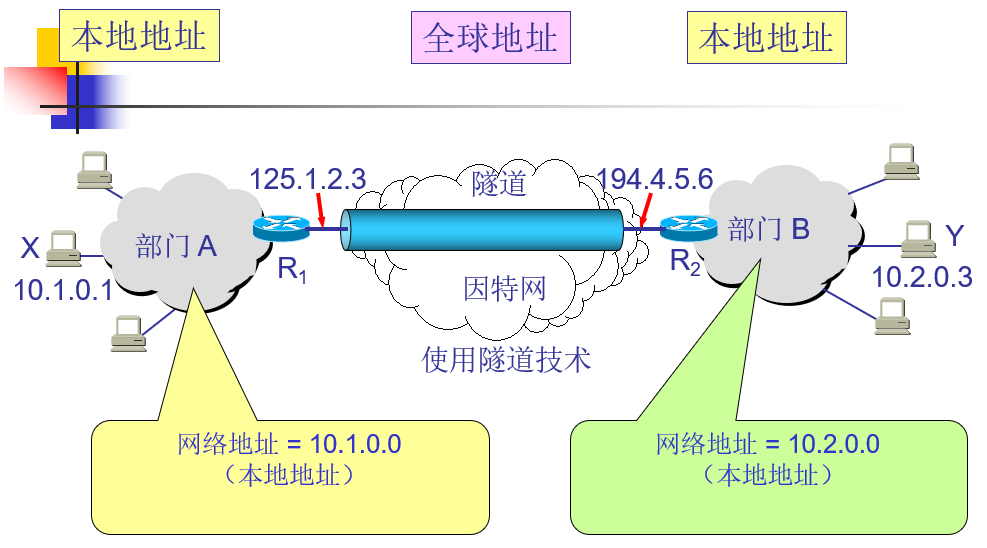 本地地址
全球地址
本地地址
125.1.2.3
隧道
194.4.5.6
部门 A
部门 B
X
Y
R1
R2
10.1.0.1
因特网
10.2.0.3
使用隧道技术
网络地址 = 10.1.0.0
（本地地址）
网络地址 = 10.2.0.0
（本地地址）